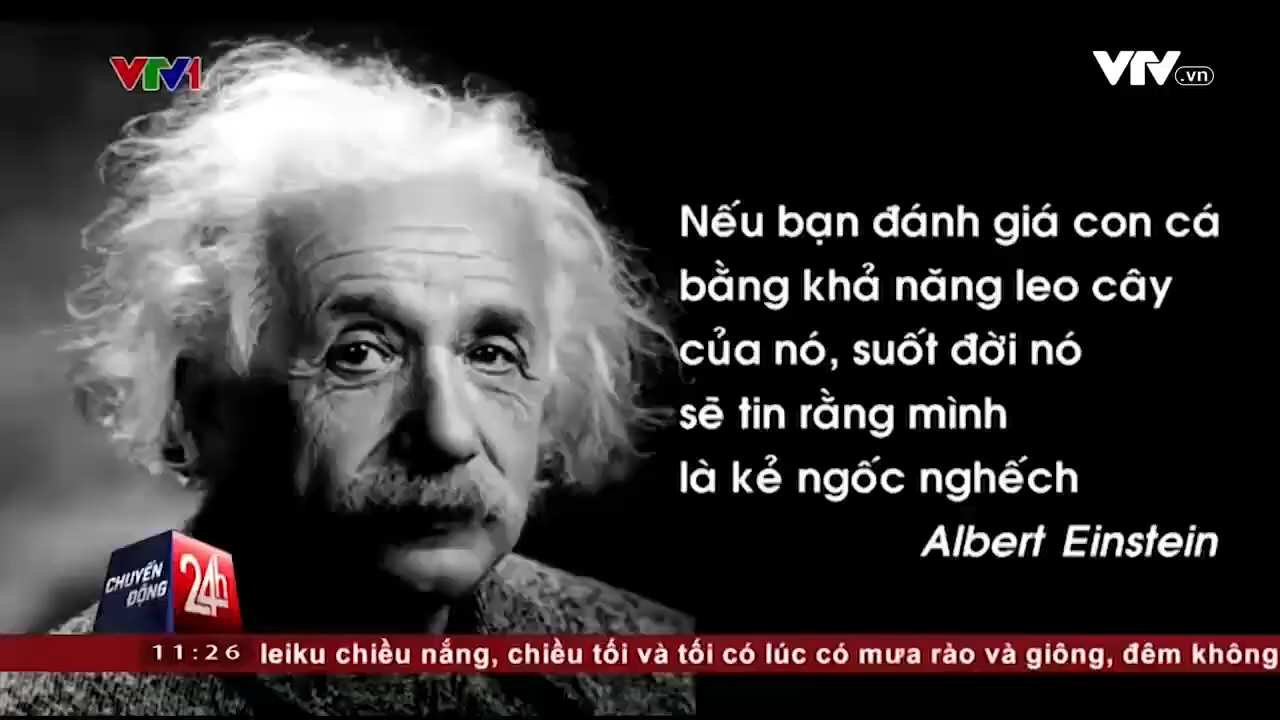 VTV1
VTV.vn
Nếu bạn đánh giá con cá
bằng khả năng leo cây
của nó, suốt đời nó
sẽ tin rằng mình
là kẻ ngốc nghếch
Albert Einstein
CHUYỂN
ĐỘNG
24h
11:26 leiku chiều nắng, chiều tối và tối có lúc có mưa rào và giông, đêm không